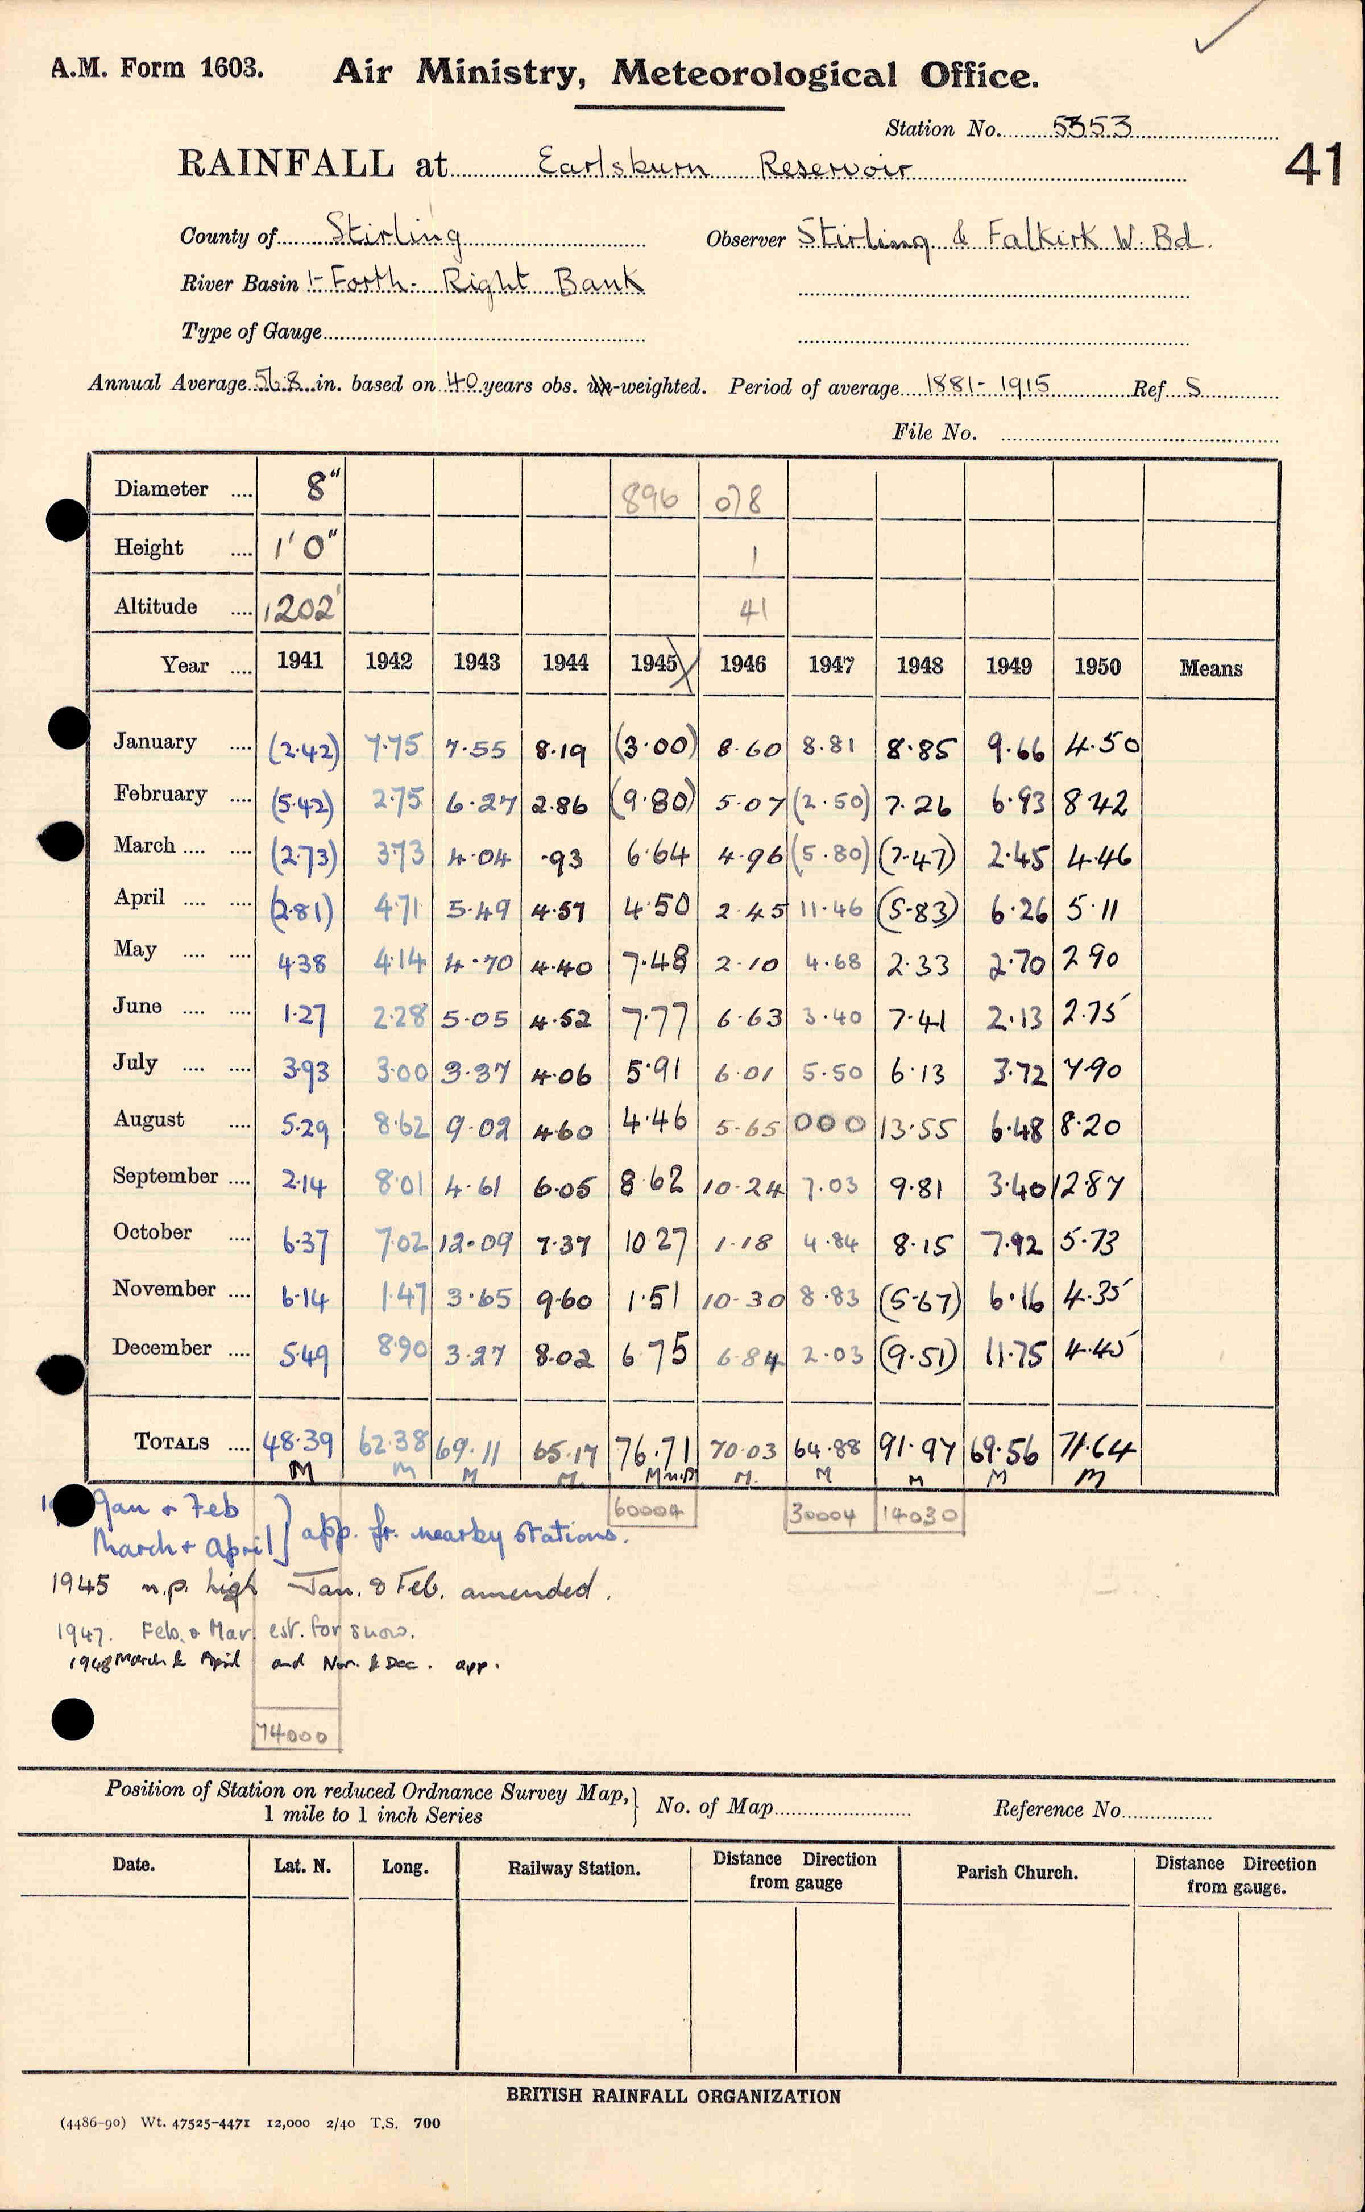 A.M. Form 1603. Air Ministry, Meteorological Office.
Station No. 5353
41
RAINFALL at Earlsburn Reservoir
County of Stirling Observer Stirling & Falkirk W. Bd.
River Basin Forth - Right Bank
Type of Gauge
Annual Average 56.8 in. based on 40 years obs. un-weighted. Period of average 1881-1915 Ref S
File No.
Diameter .... 8" 896 078
Height .... 1' 0" 1
Altitude .... 1202' 41
Year .... 1941 1942 1943 1944 1945 1946 1947 1948 1949 1950 Means
January .... (2.42) 7.75 7.55 8.19 (3.00) 8.60 8.81 8.85 9.66 4.50
February .... (5.42) 2.75 6.27 2.86 (9.80) 5.07 (2.50) 7.26 6.93 8.42
March .... .... (2.73) 3.73 4.04 .93 6.64 4.96 (5.80) (7.47) 2.45 4.46
April .... .... (2.81) 4.71 5.49 4.57 4.50 2.45 11.46 (5.83) 6.26 5.11
May .... .... 4.38 4.14 4.70 4.40 7.48 2.10 4.68 2.33 2.70 2.90
June .... .... 1.27 2.28 5.05 4.52 7.77 6.63 3.40 7.41 2.13 2.75
July .... .... 3.93 3.00 3.37 4.06 5.91 6.01 5.50 6.13 3.72 7.90
August .... 5.29 8.62 9.02 4.60 4.46 5.65 000 13.55 6.48 8.20
September .... 2.14 8.01 4.61 6.05 8.62 10.24 7.03 9.81 3.40 12.87
October .... 6.37 7.02 12.09 7.37 10.27 1.18 4.84 8.15 7.92 5.73
November .... 6.14 1.47 3.65 9.60 1.51 10.30 8.83 (5.67) 6.16 4.35
December .... 5.49 8.90 3.27 8.02 6.75 6.84 2.03 (9.51) 11.75 4.45
TOTALS .... 48.39 62.38 69.11 65.17 76.71 70.03 64.88 91.97 69.56 71.64
M M M M M n.p. M. M M M M
60004 30004 14030
Jan & Feb
March & April } app. fr. nearby stations.
1945 n.p. high Jan. & Feb. amended.
1947. Feb. & Mar. est. for snow.
1948 March & April and Nov. & Dec. app.
74000
Position of Station on reduced Ordnance Survey Map, } No. of Map Reference No.
1 mile to 1 inch Series
Date. Lat. N. Long. Railway Station. Distance Direction from gauge Parish Church. Distance Direction from gauge.
BRITISH RAINFALL ORGANIZATION
(4486-90) Wt. 47525-4471 12,000 2/40 T.S. 700